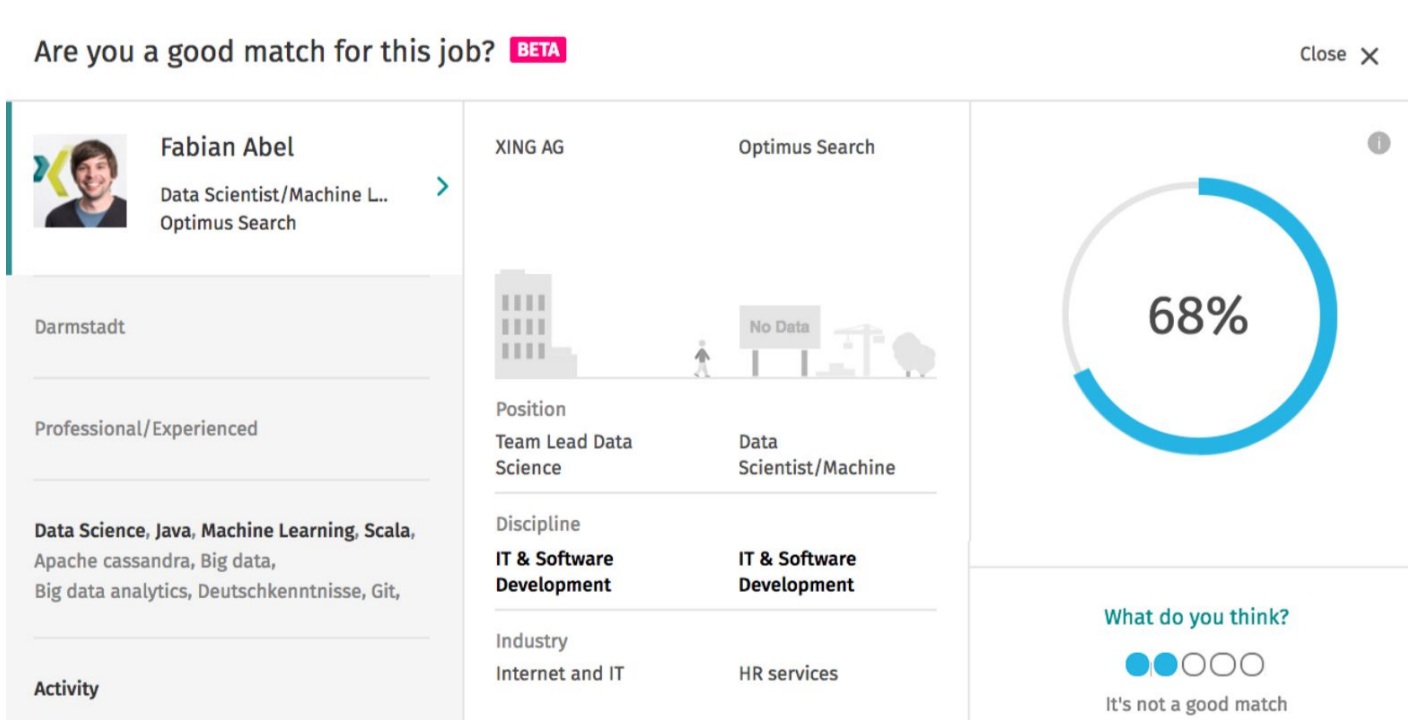 Are you a good match for this job? BETA
Close
Fabian Abel
Data Scientist/Machine L...
Optimus Search
Darmstadt
Professional/Experienced
Data Science, Java, Machine Learning, Scala,
Apache cassandra, Big data,
Big data analytics, Deutschkenntnisse, Git,
Activity
XING AG
Optimus Search
No Data
Position
Team Lead Data
Science
Data
Scientist/Machine
Discipline
IT & Software
Development
IT & Software
Development
Industry
Internet and IT
HR services
i
68%
What do you think?
It's not a good match